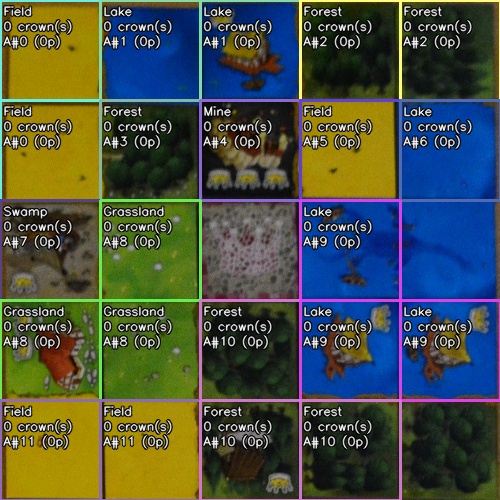 Field
0 crown(s)
A#0 (0p)
Lake
0 crown(s)
A#1 (0p)
Lake
0 crown(s)
A#1 (0p)
Forest
0 crown(s)
A#2 (0p)
Forest
0 crown(s)
A#2 (0p)
Field
0 crown(s)
A#0 (0p)
Forest
0 crown(s)
A#3 (0p)
Mine
0 crown(s)
A#4 (0p)
Field
0 crown(s)
A#5 (0p)
Lake
0 crown(s)
A#6 (0p)
Swamp
0 crown(s)
A#7 (0p)
Grassland
0 crown(s)
A#8 (0p)
Lake
0 crown(s)
A#9 (0p)
Grassland
0 crown(s)
A#8 (0p)
Grassland
0 crown(s)
A#8 (0p)
Forest
0 crown(s)
A#10 (0p)
Lake
0 crown(s)
A#9 (0p)
Lake
0 crown(s)
A#9 (0p)
Field
0 crown(s)
A#11 (0p)
Field
0 crown(s)
A#11 (0p)
Forest
0 crown(s)
A#10 (0p)
Forest
0 crown(s)
A#10 (0p)